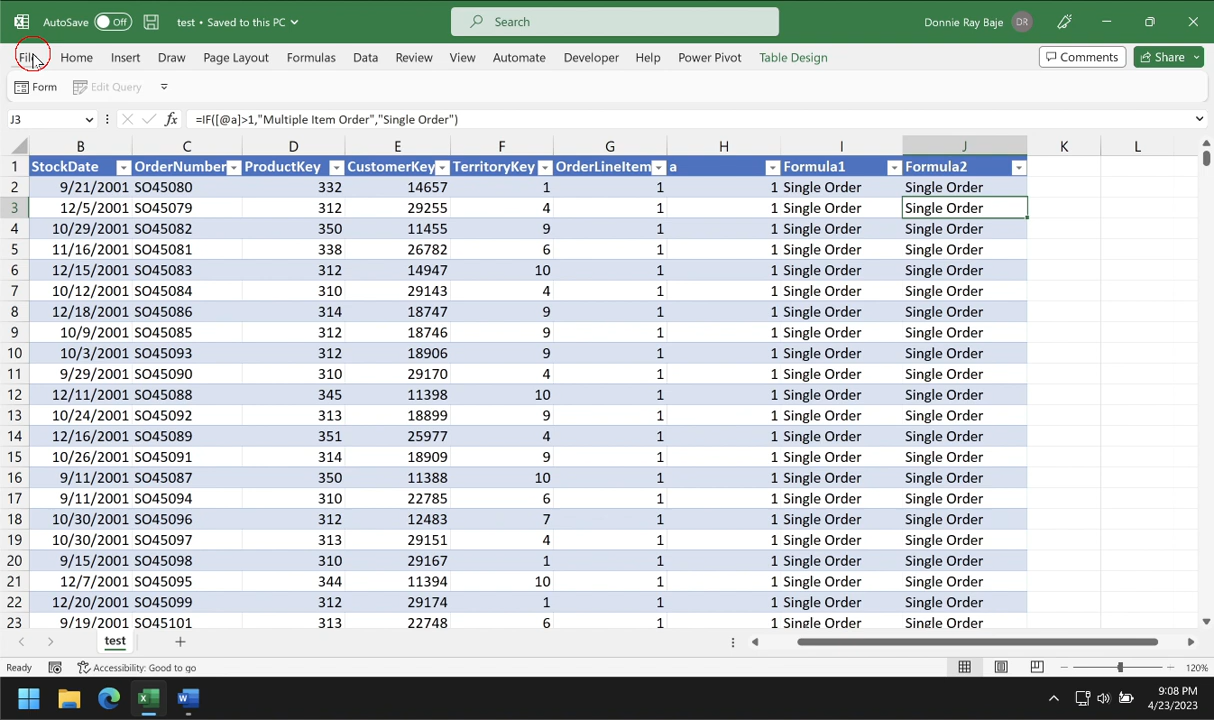 AutoSave Off test • Saved to this PC Search Donnie Ray Baje DR
File Home Insert Draw Page Layout Formulas Data Review View Automate Developer Help Power Pivot Table Design Comments Share
Form Edit Query
J3 fx =IF([@a]>1,"Multiple Item Order","Single Order")
B C D E F G H I J K L
1 StockDate OrderNumber ProductKey CustomerKey TerritoryKey OrderLineItem a Formula1 Formula2
2 9/21/2001 SO45080 332 14657 1 1 1 Single Order Single Order
3 12/5/2001 SO45079 312 29255 4 1 1 Single Order Single Order
4 10/29/2001 SO45082 350 11455 9 1 1 Single Order Single Order
5 11/16/2001 SO45081 338 26782 6 1 1 Single Order Single Order
6 12/15/2001 SO45083 312 14947 10 1 1 Single Order Single Order
7 10/12/2001 SO45084 310 29143 4 1 1 Single Order Single Order
8 12/18/2001 SO45086 314 18747 9 1 1 Single Order Single Order
9 10/9/2001 SO45085 312 18746 9 1 1 Single Order Single Order
10 10/3/2001 SO45093 312 18906 9 1 1 Single Order Single Order
11 9/29/2001 SO45090 310 29170 4 1 1 Single Order Single Order
12 12/11/2001 SO45088 345 11398 10 1 1 Single Order Single Order
13 10/24/2001 SO45092 313 18899 9 1 1 Single Order Single Order
14 12/16/2001 SO45089 351 25977 4 1 1 Single Order Single Order
15 10/26/2001 SO45091 314 18909 9 1 1 Single Order Single Order
16 9/11/2001 SO45087 350 11388 10 1 1 Single Order Single Order
17 9/11/2001 SO45094 310 22785 6 1 1 Single Order Single Order
18 10/30/2001 SO45096 312 12483 7 1 1 Single Order Single Order
19 10/30/2001 SO45097 313 29151 4 1 1 Single Order Single Order
20 9/15/2001 SO45098 310 29167 1 1 1 Single Order Single Order
21 12/7/2001 SO45095 344 11394 10 1 1 Single Order Single Order
22 12/20/2001 SO45099 312 29174 1 1 1 Single Order Single Order
23 9/19/2001 SO45101 313 22748 6 1 1 Single Order Single Order
test
Ready Accessibility: Good to go 120%
9:08 PM
4/23/2023